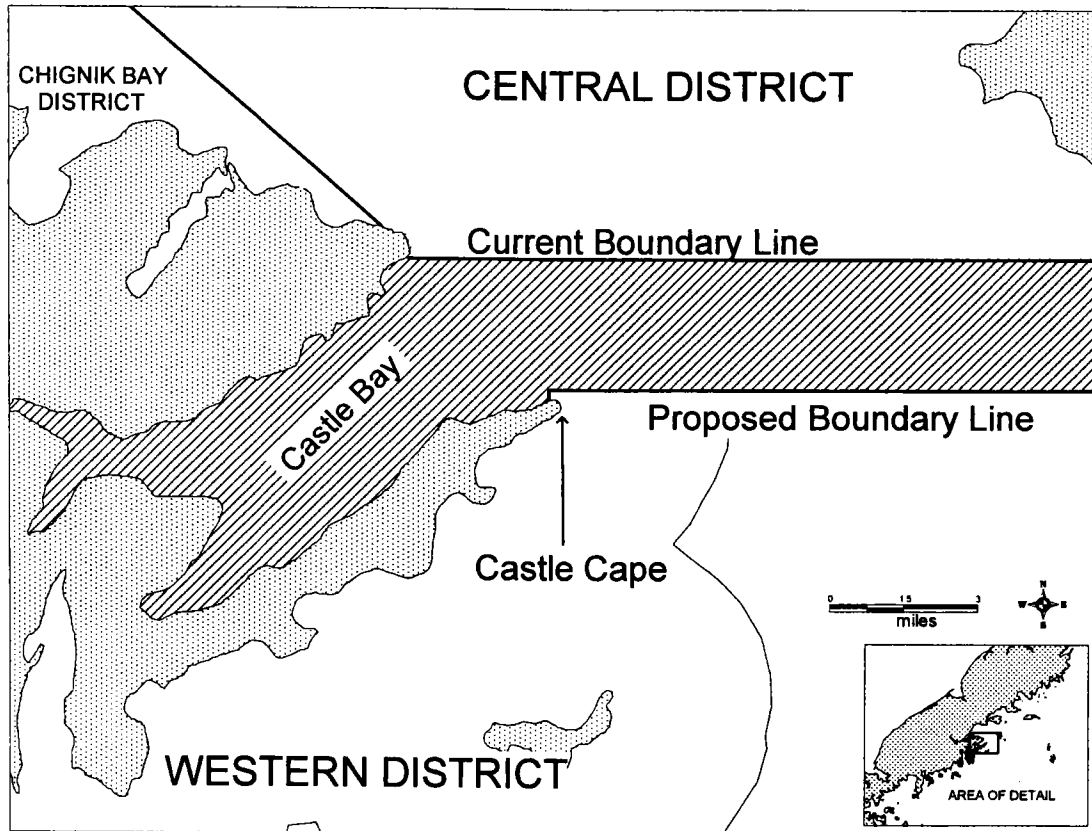 CHIGNIK BAY
DISTRICT
CENTRAL DISTRICT
Current Boundary Line
Castle Bay
Proposed Boundary Line
Castle Cape
0 1.5 3
miles
N
W E
S
WESTERN DISTRICT
AREA OF DETAIL